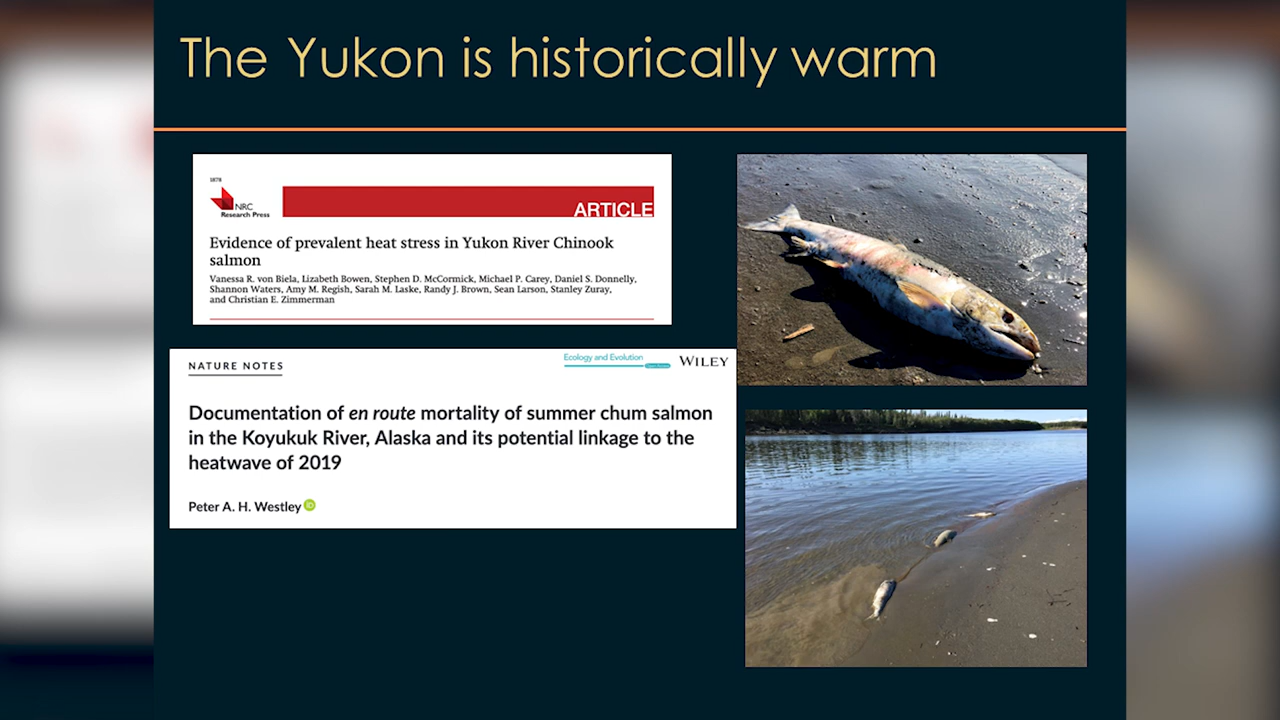 The Yukon is historically warm
1878
NRC
Research Press
ARTICLE
Evidence of prevalent heat stress in Yukon River Chinook
salmon
Vanessa R. von Biela, Lizabeth Bowen, Stephen D. McCormick, Michael P. Carey, Daniel S. Donnelly,
Shannon Waters, Amy M. Regish, Sarah M. Laske, Randy J. Brown, Sean Larson, Stanley Zuray,
and Christian E. Zimmerman
NATURE NOTES
Ecology and Evolution
Open Access
WILEY
Documentation of en route mortality of summer chum salmon
in the Koyukuk River, Alaska and its potential linkage to the
heatwave of 2019
Peter A. H. Westley iD